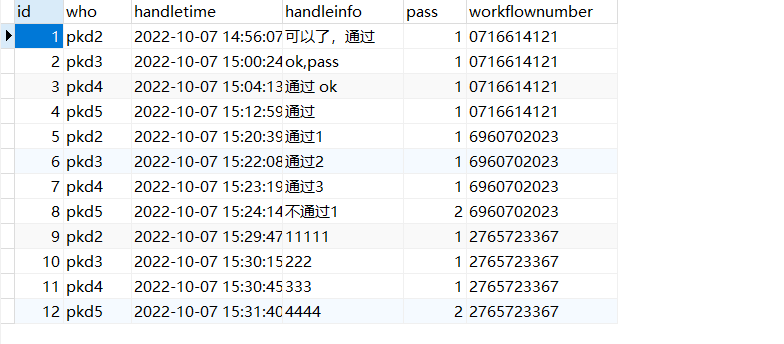 id who handletime handleinfo pass workflownumber
1 pkd2 2022-10-07 14:56:07 可以了，通过 1 0716614121
2 pkd3 2022-10-07 15:00:24 ok,pass 1 0716614121
3 pkd4 2022-10-07 15:04:13 通过 ok 1 0716614121
4 pkd5 2022-10-07 15:12:59 通过 1 0716614121
5 pkd2 2022-10-07 15:20:39 通过1 1 6960702023
6 pkd3 2022-10-07 15:22:08 通过2 1 6960702023
7 pkd4 2022-10-07 15:23:19 通过3 1 6960702023
8 pkd5 2022-10-07 15:24:14 不通过1 2 6960702023
9 pkd2 2022-10-07 15:29:47 11111 1 2765723367
10 pkd3 2022-10-07 15:30:15 222 1 2765723367
11 pkd4 2022-10-07 15:30:45 333 1 2765723367
12 pkd5 2022-10-07 15:31:40 4444 2 2765723367